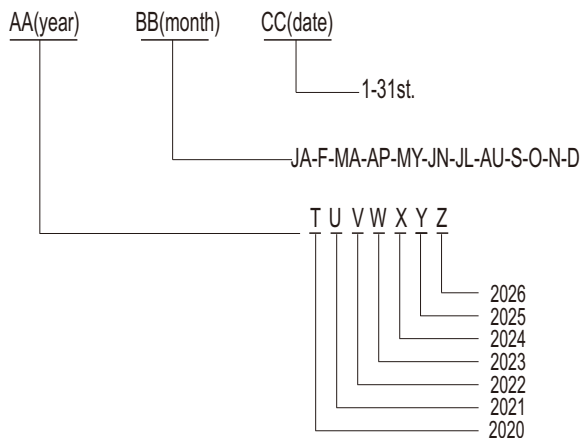 AA(year) BB(month) CC(date)
1-31st.
JA-F-MA-AP-MY-JN-JL-AU-S-O-N-D
T U V W X Y Z
2026
2025
2024
2023
2022
2021
2020